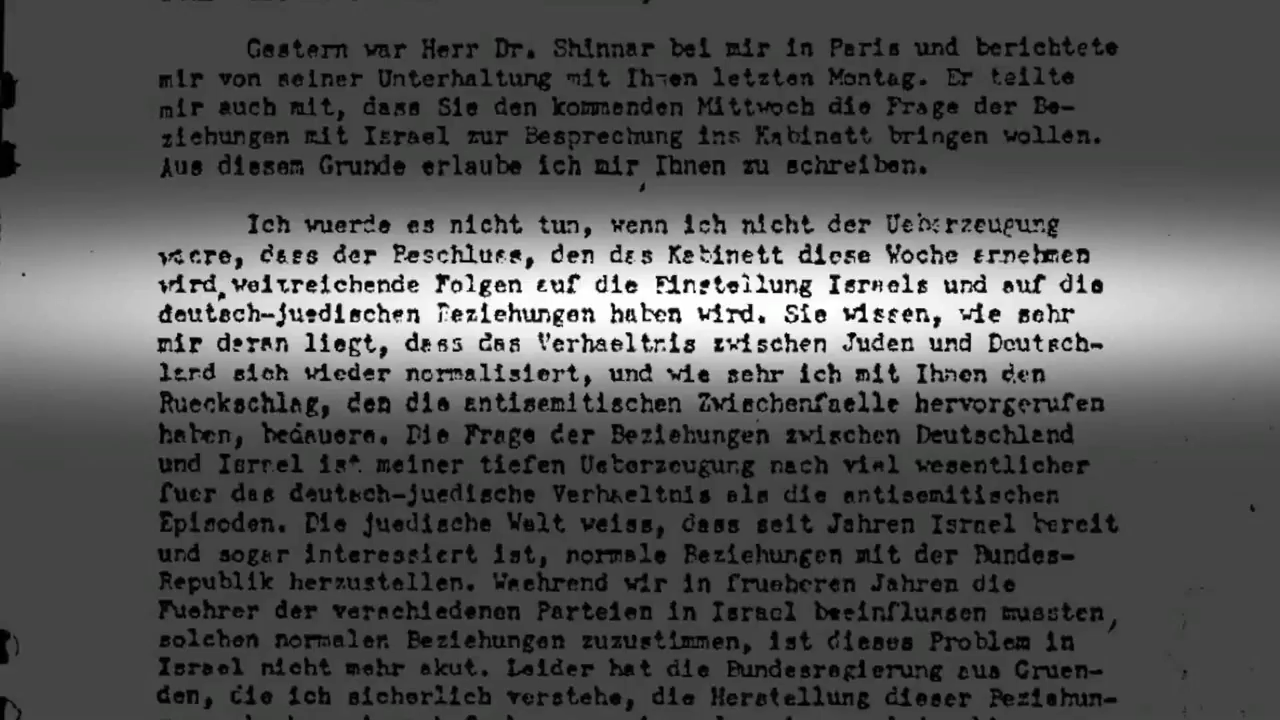 Gestern war Herr Dr. Shinnar bei mir in Paris und berichtete
mir von seiner Unterhaltung mit Ihnen letzten Montag. Er teilte
mir auch mit, dass Sie den kommenden Mittwoch die Frage der Be-
ziehungen mit Israel zur Besprechung ins Kabinett bringen wollen.
Aus diesem Grunde erlaube ich mir Ihnen zu schreiben.
Ich wuerde es nicht tun, wenn ich nicht der Ueberzeugung
waere, dass der Beschluss, den das Kabinett diese Woche annehmen
wird, weitreichende Folgen auf die Einstellung Israels und auf die
deutsch-juedischen Beziehungen haben wird. Sie wissen, wie sehr
mir daran liegt, dass das Verhaeltnis zwischen Juden und Deutsch-
land sich wieder normalisiert, und wie sehr ich mit Ihnen den
Rueckschlag, den die antisemitischen Zwischenfaelle hervorgerufen
haben, bedauere. Die Frage der Beziehungen zwischen Deutschland
und Israel ist meiner tiefen Ueberzeugung nach viel wesentlicher
fuer das deutsch-juedische Verhaeltnis als die antisemitischen
Episoden. Die juedische Welt weiss, dass seit Jahren Israel bereit
und sogar interessiert ist, normale Beziehungen mit der Bundes-
Republik herzustellen. Waehrend wir in frueheren Jahren die
Fuehrer der verschiedenen Parteien in Israel beeinflussen mussten,
solchen normalen Beziehungen zuzustimmen, ist dieses Problem in
Israel nicht mehr akut. Leider hat die Bundesregierung aus Gruen-
den, die ich sicherlich verstehe, die Herstellung dieser Beziehun-